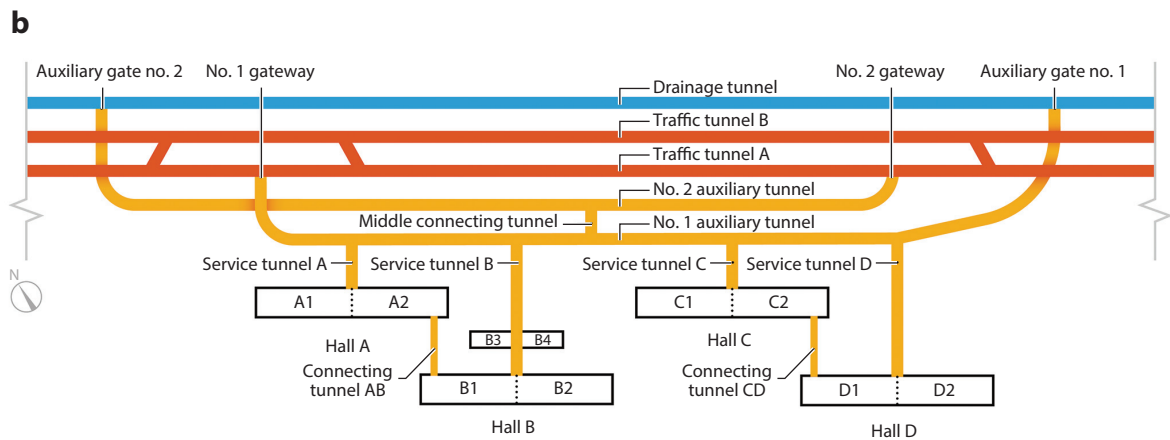 b
Auxiliary gate no. 2
No. 1 gateway
No. 2 gateway
Auxiliary gate no. 1
Drainage tunnel
Traffic tunnel B
Traffic tunnel A
No. 2 auxiliary tunnel
Middle connecting tunnel
No. 1 auxiliary tunnel
Service tunnel A
Service tunnel B
Service tunnel C
Service tunnel D
N
A1
A2
C1
C2
Hall A
B3
B4
Hall C
Connecting
tunnel AB
Connecting
tunnel CD
B1
B2
D1
D2
Hall B
Hall D